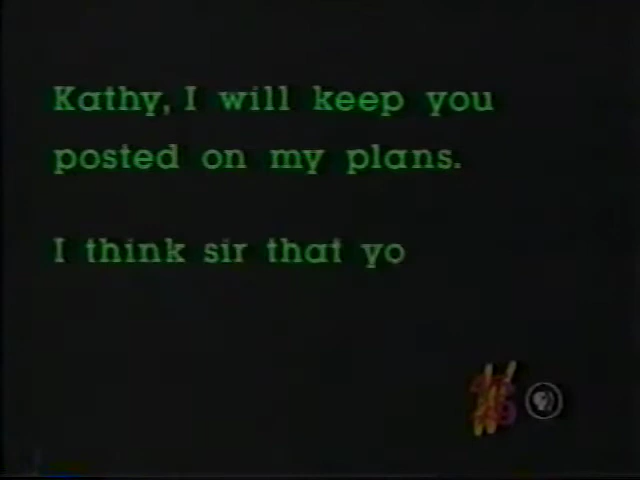 Kathy, I will keep you
posted on my plans.
I think sir that yo